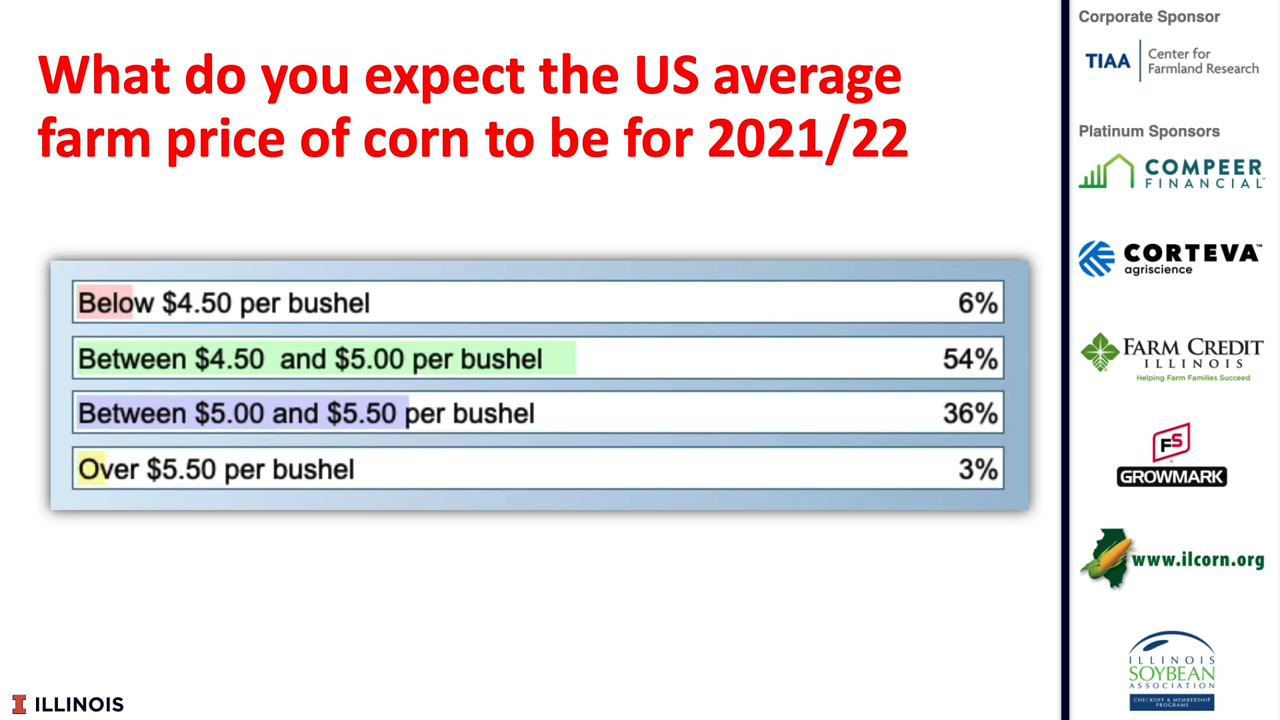 What do you expect the US average
farm price of corn to be for 2021/22
Below $4.50 per bushel 6%
Between $4.50 and $5.00 per bushel 54%
Between $5.00 and $5.50 per bushel 36%
Over $5.50 per bushel 3%
ILLINOIS
Corporate Sponsor
TIAA Center for
Farmland Research
Platinum Sponsors
COMPEER
FINANCIAL
CORTEVA™
agriscience
FARM CREDIT
ILLINOIS
Helping Farm Families Succeed
FS
GROWMARK
www.ilcorn.org
ILLINOIS
SOYBEAN
ASSOCIATION
CHECKOFF & MEMBERSHIP
PROGRAMS